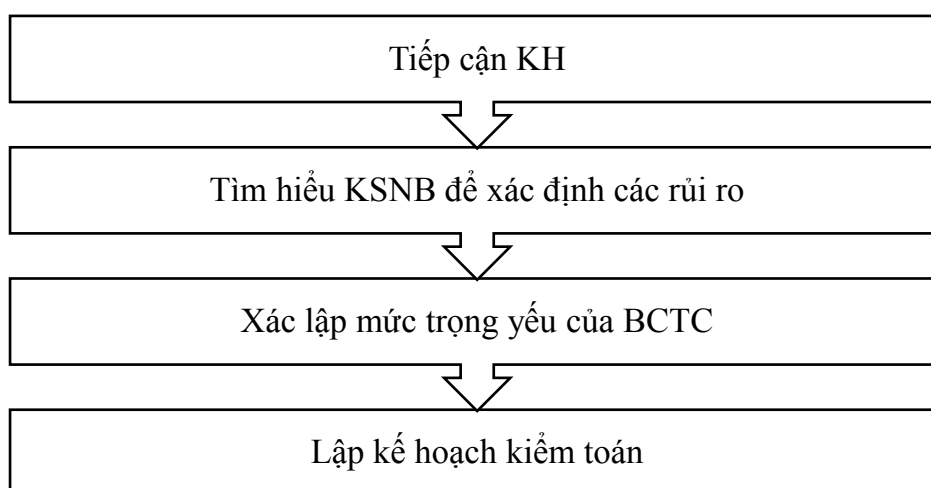 Tiếp cận KH
Tìm hiểu KSNB để xác định các rủi ro
Xác lập mức trọng yếu của BCTC
Lập kế hoạch kiểm toán